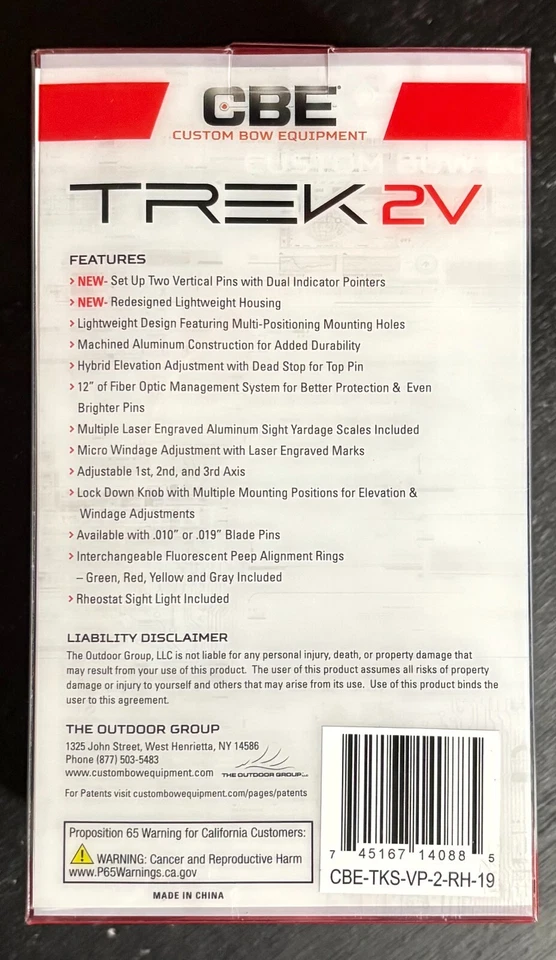 CBE
CUSTOM BOW EQUIPMENT
TREK 2V
FEATURES
> NEW- Set Up Two Vertical Pins with Dual Indicator Pointers
> NEW- Redesigned Lightweight Housing
> Lightweight Design Featuring Multi-Positioning Mounting Holes
> Machined Aluminum Construction for Added Durability
> Hybrid Elevation Adjustment with Dead Stop for Top Pin
> 12" of Fiber Optic Management System for Better Protection & Even
Brighter Pins
> Multiple Laser Engraved Aluminum Sight Yardage Scales Included
> Micro Windage Adjustment with Laser Engraved Marks
> Adjustable 1st, 2nd, and 3rd Axis
> Lock Down Knob with Multiple Mounting Positions for Elevation &
Windage Adjustments
> Available with .010" or .019" Blade Pins
> Interchangeable Fluorescent Peep Alignment Rings
– Green, Red, Yellow and Gray Included
> Rheostat Sight Light Included
LIABILITY DISCLAIMER
The Outdoor Group, LLC is not liable for any personal injury, death, or property damage that
may result from your use of this product. The user of this product assumes all risks of property
damage or injury to yourself and others that may arise from its use. Use of this product binds the
user to this agreement.
THE OUTDOOR GROUP
1325 John Street, West Henrietta, NY 14586
Phone (877) 503-5483
www.custombowequipment.com
THE OUTDOOR GROUP LLC
For Patents visit custombowequipment.com/pages/patents
Proposition 65 Warning for California Customers:
WARNING: Cancer and Reproductive Harm
www.P65Warnings.ca.gov
MADE IN CHINA
7 45167 14088 5
CBE-TKS-VP-2-RH-19